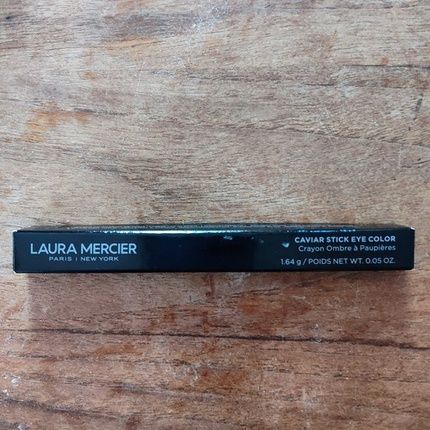 LAURA MERCIER
PARIS | NEW YORK
CAVIAR STICK EYE COLOR
Crayon Ombre à Paupières
1.64 g / POIDS NET WT. 0.05 OZ.